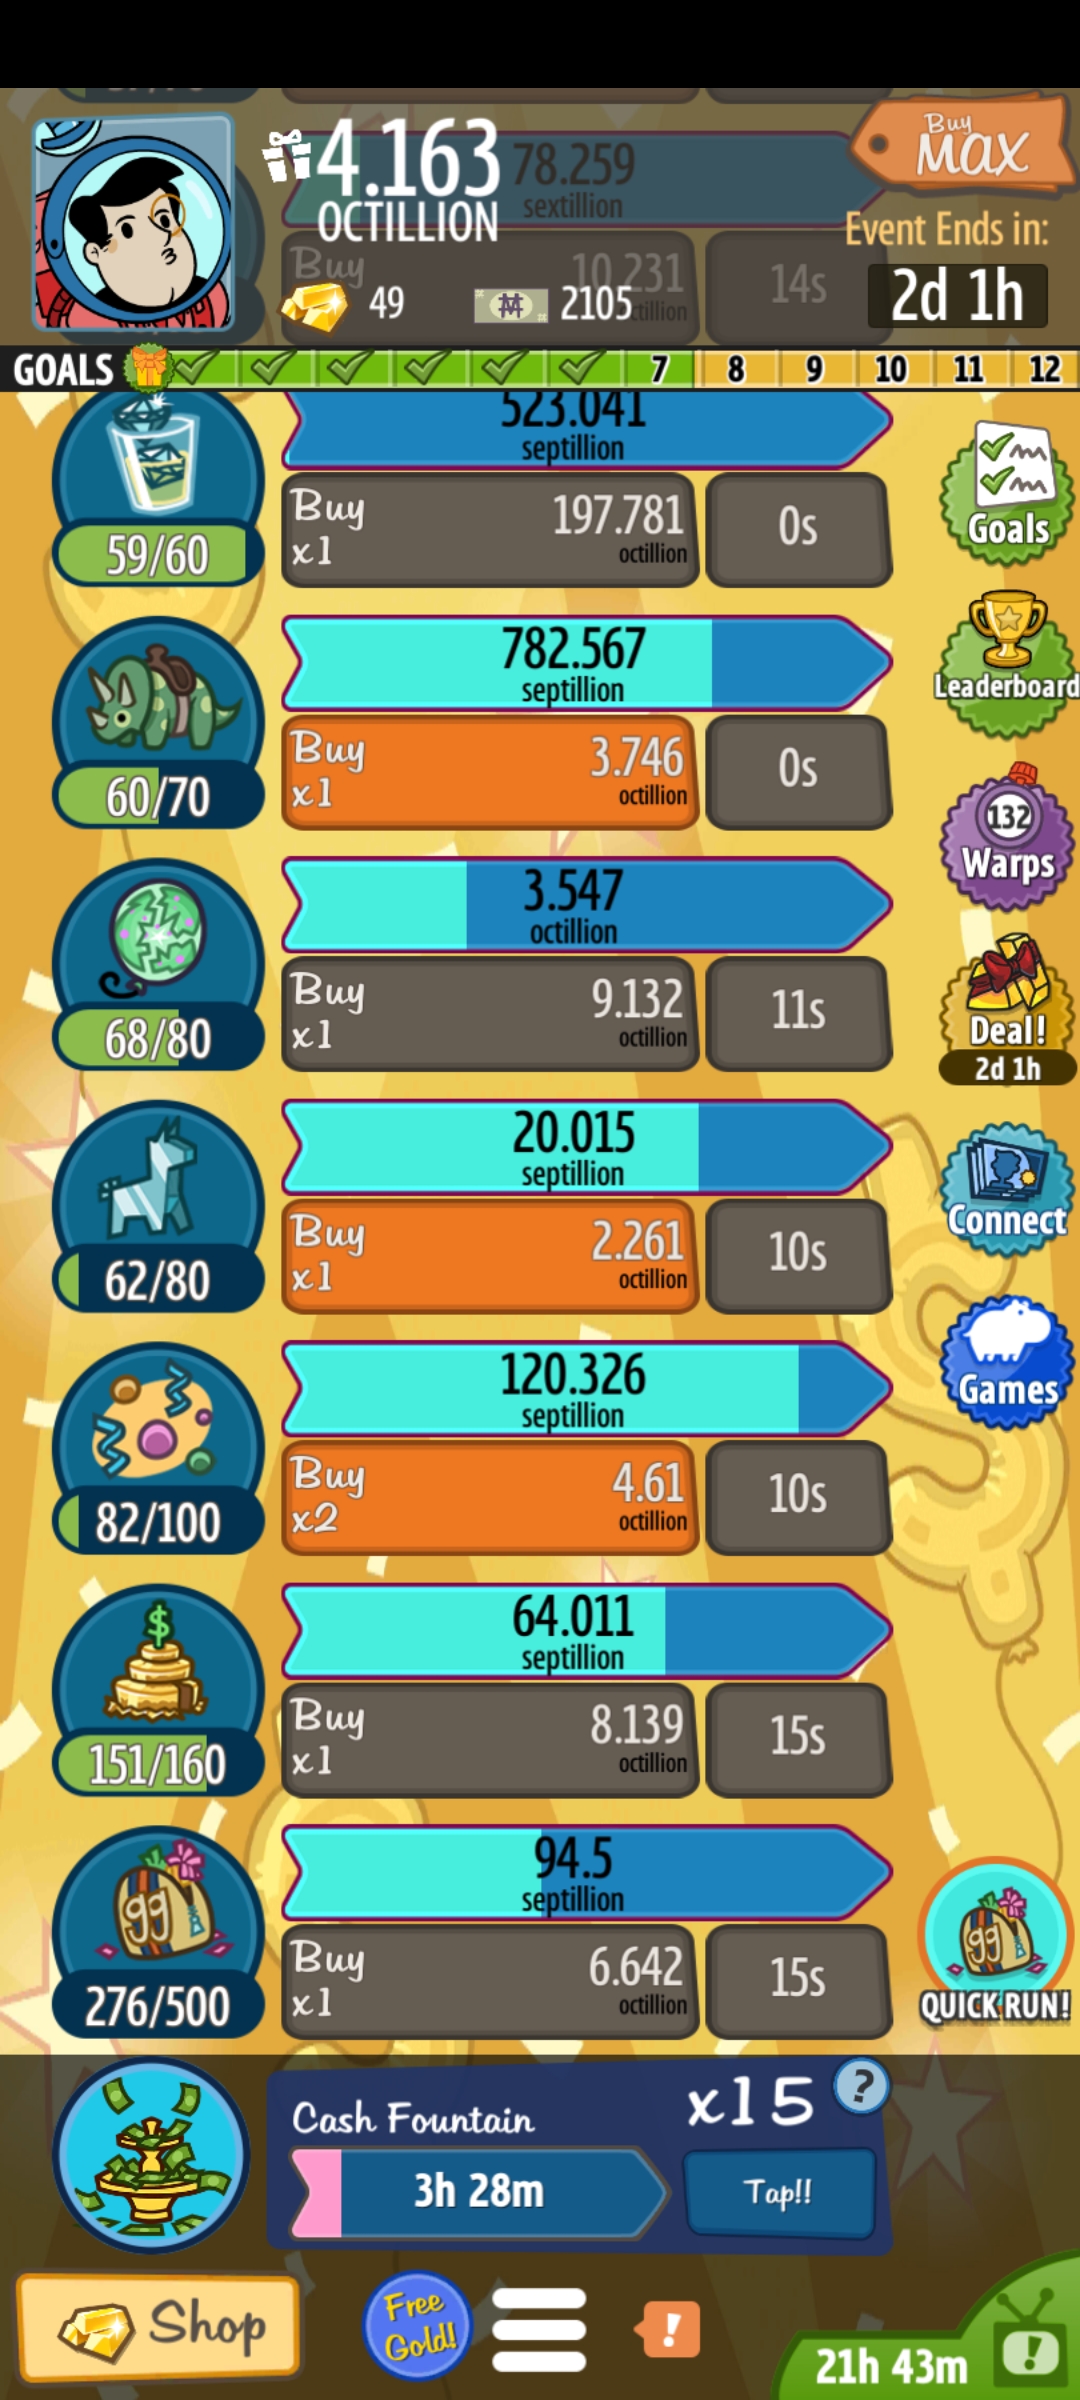 4.163
OCTILLION
78.259
sextillion
Buy
MAX
Event Ends in:
2d 1h
Buy
10.231
14s
49
2105
GOALS
7 8 9 10 11 12
523.041
septillion
59/60
Buy
x1
197.781
octillion
0s
Goals
782.567
septillion
60/70
Buy
x1
3.746
octillion
0s
Leaderboard
3.547
octillion
68/80
Buy
x1
9.132
octillion
11s
132
Warps
Deal!
2d 1h
20.015
septillion
62/80
Buy
x1
2.261
octillion
10s
Connect
120.326
septillion
82/100
Buy
x2
4.61
octillion
10s
Games
$
64.011
septillion
151/160
Buy
x1
8.139
octillion
15s
gg
94.5
septillion
276/500
Buy
x1
6.642
octillion
15s
gg
QUICK RUN!
Cash Fountain
x15
?
3h 28m
Tap!!
Shop
Free
Gold!
!
21h 43m
!